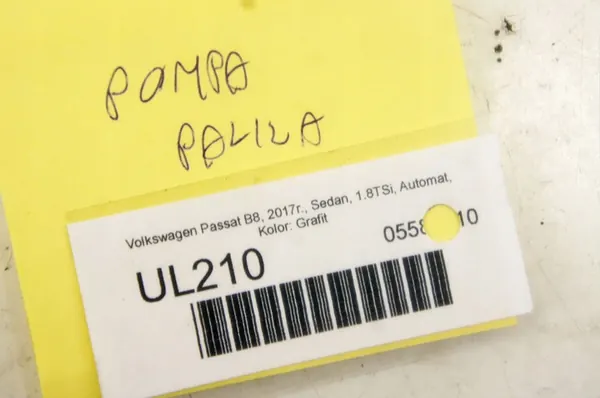 POMPA
PALIWA
Volkswagen Passat B8, 2017r., Sedan, 1.8TSi, Automat,
Kolor: Grafit
UL210